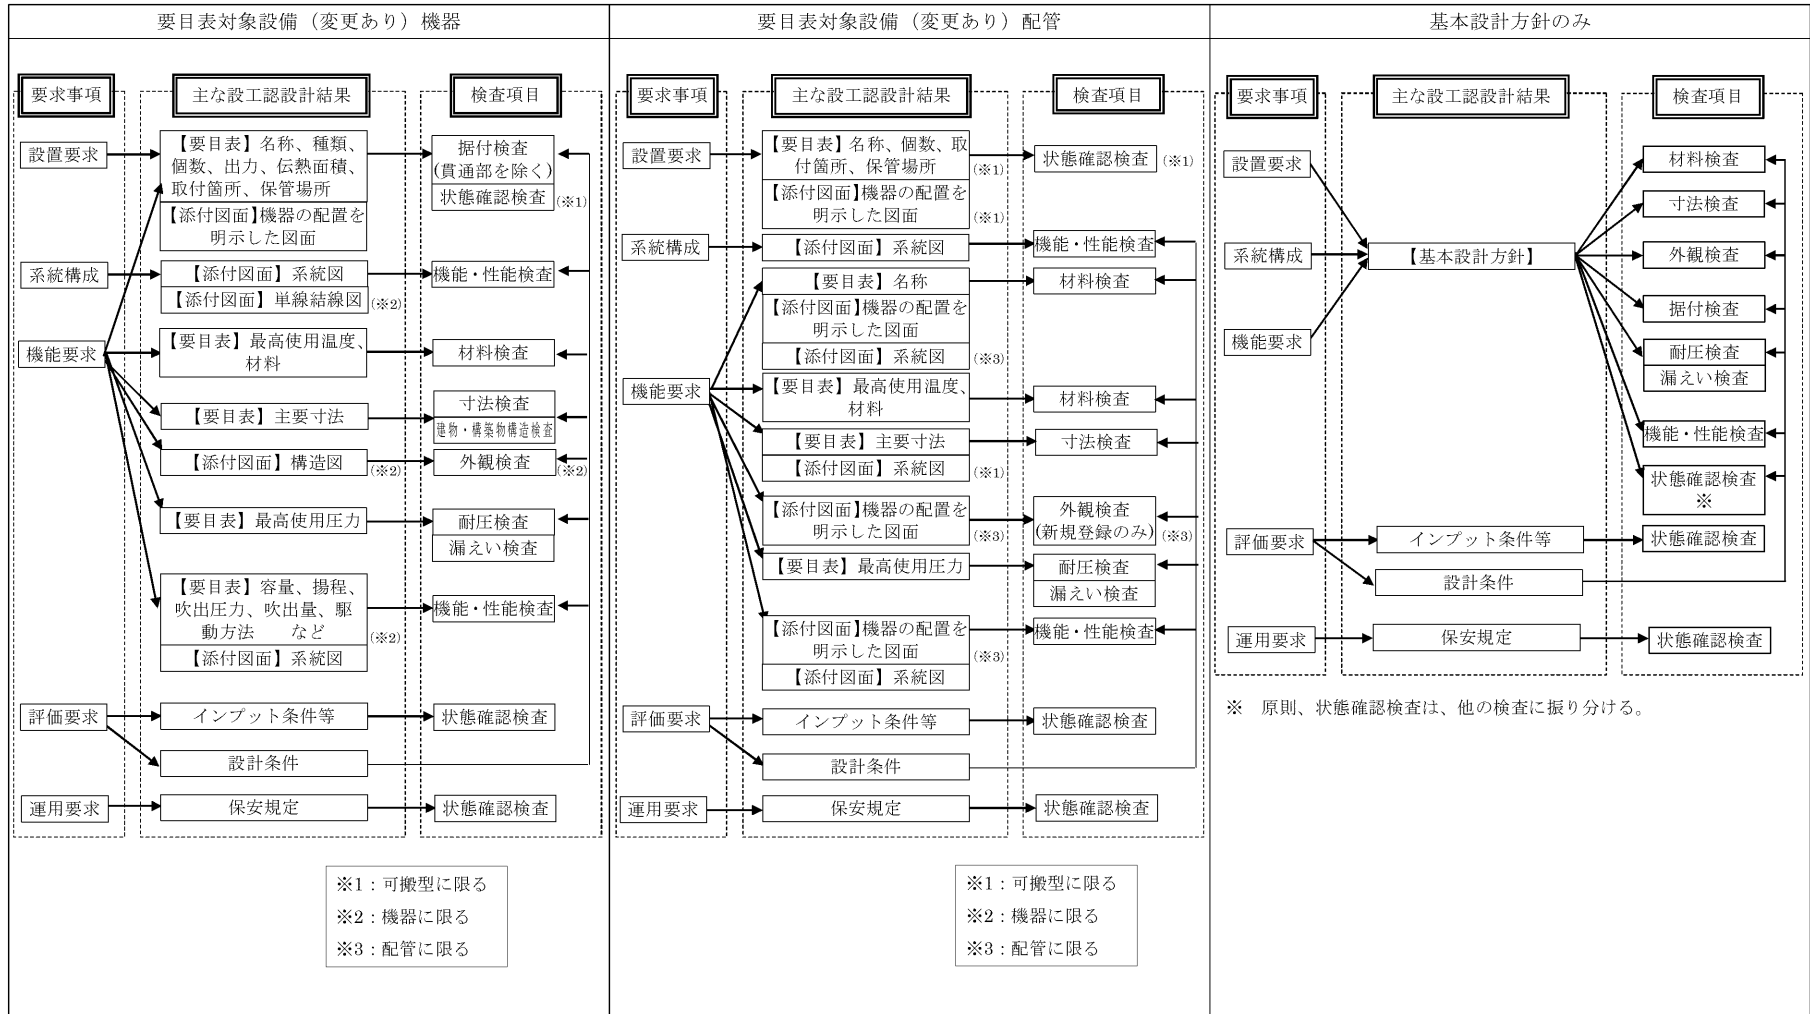 要目表対象設備（変更あり）機器
要求事項
主な設工認設計結果
検査項目
設置要求
【要目表】名称、種類、
個数、出力、伝熱面積、
取付箇所、保管場所
【添付図面】機器の配置を
明示した図面
据付検査
(貫通部を除く)
状態確認検査
(※1)
系統構成
【添付図面】系統図
【添付図面】単線結線図
(※2)
機能・性能検査
機能要求
【要目表】最高使用温度、
材料
材料検査
【要目表】主要寸法
寸法検査
建物・構築物構造検査
【添付図面】構造図
(※2)
外観検査
(※2)
【要目表】最高使用圧力
耐圧検査
漏えい検査
【要目表】容量、揚程、
吹出圧力、吹出量、駆
動方法　　など
(※2)
【添付図面】系統図
機能・性能検査
評価要求
インプット条件等
状態確認検査
設計条件
運用要求
保安規定
状態確認検査
※1：可搬型に限る
※2：機器に限る
※3：配管に限る
要目表対象設備（変更あり）配管
要求事項
主な設工認設計結果
検査項目
設置要求
【要目表】名称、個数、取
付箇所、保管場所
(※1)
【添付図面】機器の配置を
明示した図面
(※1)
状態確認検査
(※1)
系統構成
【添付図面】系統図
機能・性能検査
【要目表】名称
材料検査
【添付図面】機器の配置を
明示した図面
【添付図面】系統図
(※3)
機能要求
【要目表】最高使用温度、
材料
材料検査
【要目表】主要寸法
寸法検査
【添付図面】系統図
(※1)
【添付図面】機器の配置を
明示した図面
(※3)
外観検査
(新規登録のみ)
(※3)
【要目表】最高使用圧力
耐圧検査
漏えい検査
【添付図面】機器の配置を
明示した図面
(※3)
【添付図面】系統図
機能・性能検査
評価要求
インプット条件等
状態確認検査
設計条件
運用要求
保安規定
状態確認検査
※1：可搬型に限る
※2：機器に限る
※3：配管に限る
基本設計方針のみ
要求事項
主な設工認設計結果
検査項目
設置要求
系統構成
機能要求
【基本設計方針】
材料検査
寸法検査
外観検査
据付検査
耐圧検査
漏えい検査
機能・性能検査
状態確認検査
※
評価要求
インプット条件等
状態確認検査
設計条件
運用要求
保安規定
状態確認検査
※　原則、状態確認検査は、他の検査に振り分ける。